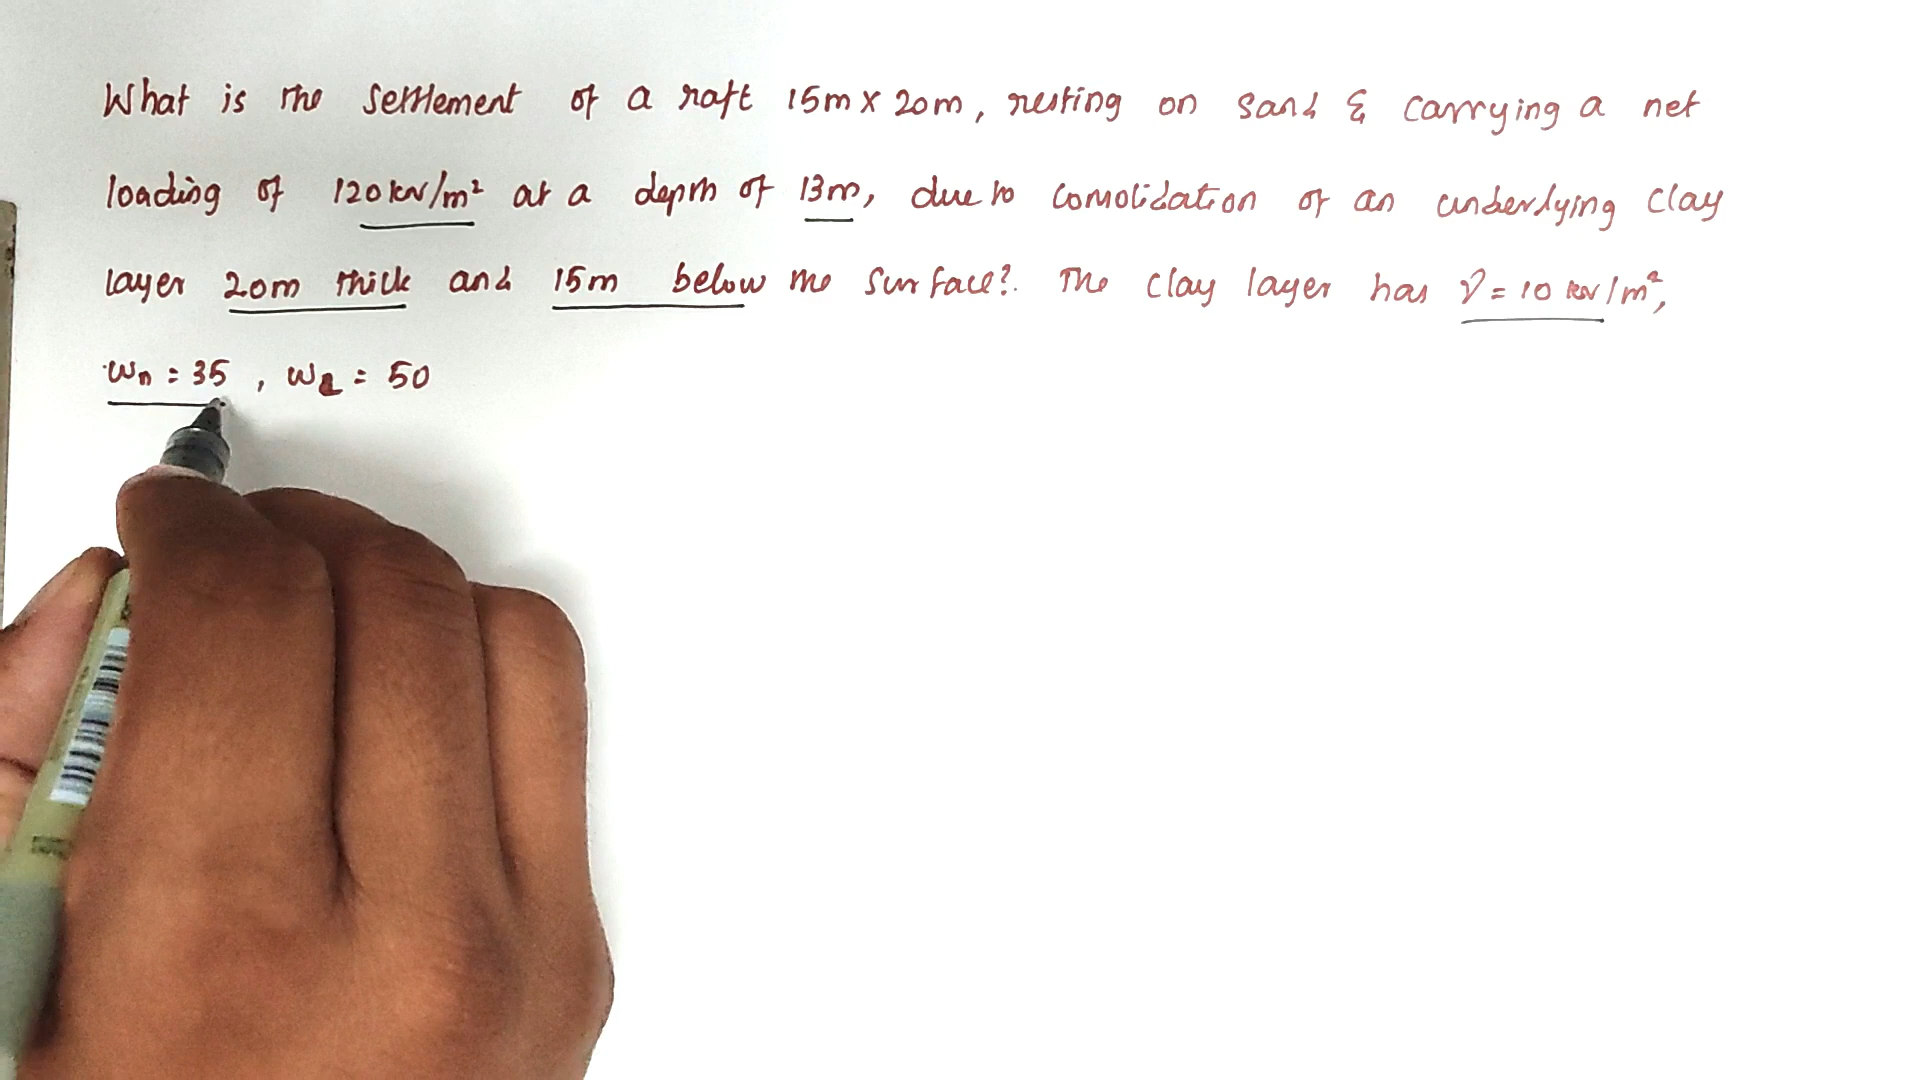 What is the settlement of a raft 15m x 20m, resting on sand & carrying a net
loading of 120 kN/m² at a depth of 13m, due to consolidation of an underlying clay
layer 20m thick and 15m below the surface?. The clay layer has γ = 10 kN/m²,
wn = 35, wL = 50